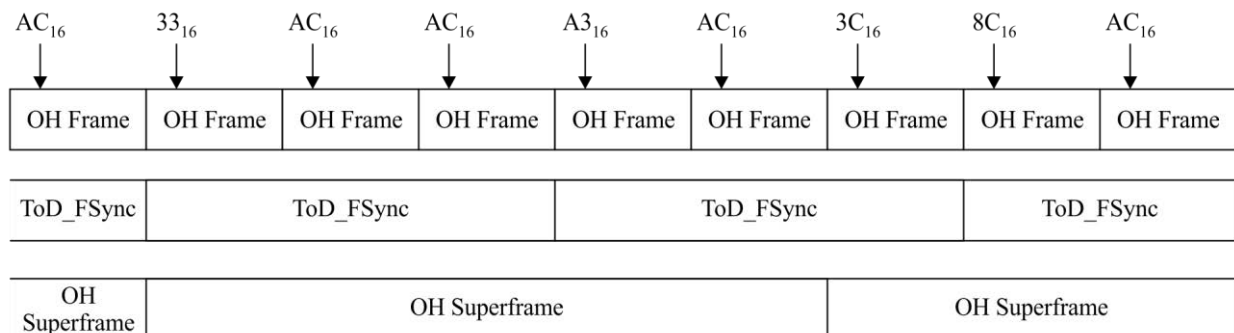 AC₁₆ 33₁₆ AC₁₆ AC₁₆ A3₁₆ AC₁₆ 3C₁₆ 8C₁₆ AC₁₆
OH Frame OH Frame OH Frame OH Frame OH Frame OH Frame OH Frame OH Frame OH Frame
ToD_FSync ToD_FSync ToD_FSync ToD_FSync
OH
Superframe
OH Superframe OH Superframe